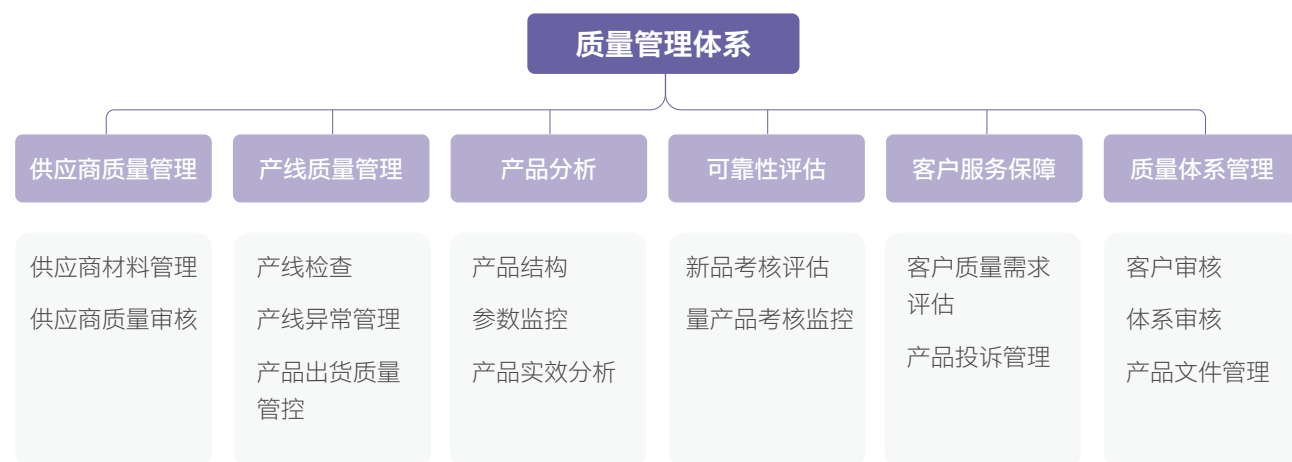 质量管理体系
供应商质量管理
产线质量管理
产品分析
可靠性评估
客户服务保障
质量体系管理
供应商材料管理
供应商质量审核
产线检查
产线异常管理
产品出货质量
管控
产品结构
参数监控
产品实效分析
新品考核评估
量产品考核监控
客户质量需求
评估
产品投诉管理
客户审核
体系审核
产品文件管理